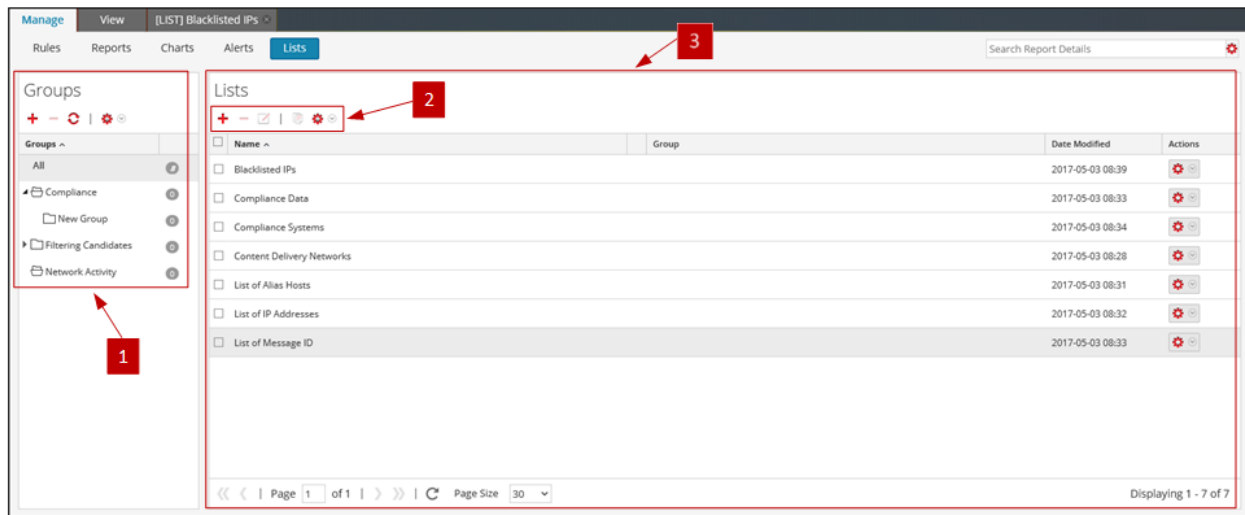 Manage View [LIST] Blacklisted IPs ×
Rules Reports Charts Alerts Lists Search Report Details
3
Groups
Lists
2
Groups
Name Group Date Modified Actions
All
Blacklisted IPs 2017-05-03 08:39
Compliance 0
Compliance Data 2017-05-03 08:33
New Group 0
Compliance Systems 2017-05-03 08:34
Filtering Candidates 0
Content Delivery Networks 2017-05-03 08:28
Network Activity 0
List of Alias Hosts 2017-05-03 08:31
List of IP Addresses 2017-05-03 08:32
List of Message ID 2017-05-03 08:33
1
Page 1 of 1 | Page Size 30 Displaying 1 - 7 of 7